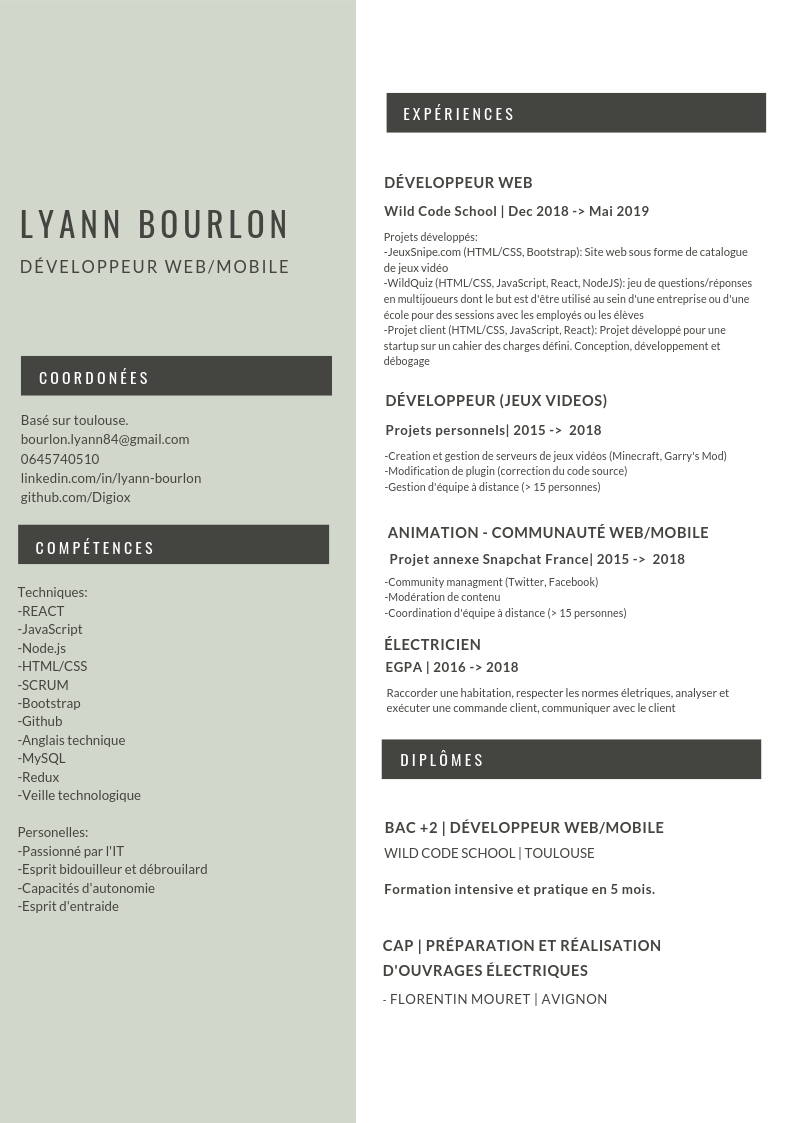 LYANN BOURLON
DÉVELOPPEUR WEB/MOBILE
COORDONÉES
Basé sur toulouse.
bourlon.lyann84@gmail.com
0645740510
linkedin.com/in/lyann-bourlon
github.com/Digiox
COMPÉTENCES
Techniques:
-REACT
-JavaScript
-Node.js
-HTML/CSS
-SCRUM
-Bootstrap
-Github
-Anglais technique
-MySQL
-Redux
-Veille technologique
Personelles:
-Passionné par l'IT
-Esprit bidouilleur et débrouilard
-Capacités d'autonomie
-Esprit d'entraide
EXPÉRIENCES
DÉVELOPPEUR WEB
Wild Code School | Dec 2018 -> Mai 2019
Projets développés:
-JeuxSnipe.com (HTML/CSS, Bootstrap): Site web sous forme de catalogue
de jeux vidéo
-WildQuiz (HTML/CSS, JavaScript, React, NodeJS): jeu de questions/réponses
en multijoueurs dont le but est d'être utilisé au sein d'une entreprise ou d'une
école pour des sessions avec les employés ou les élèves
-Projet client (HTML/CSS, JavaScript, React): Projet développé pour une
startup sur un cahier des charges défini. Conception, développement et
débogage
DÉVELOPPEUR (JEUX VIDEOS)
Projets personnels| 2015 -> 2018
-Creation et gestion de serveurs de jeux vidéos (Minecraft, Garry's Mod)
-Modification de plugin (correction du code source)
-Gestion d'équipe à distance (> 15 personnes)
ANIMATION - COMMUNAUTÉ WEB/MOBILE
Projet annexe Snapchat France| 2015 -> 2018
-Community managment (Twitter, Facebook)
-Modération de contenu
-Coordination d'équipe à distance (> 15 personnes)
ÉLECTRICIEN
EGPA | 2016 -> 2018
Raccorder une habitation, respecter les normes életriques, analyser et
exécuter une commande client, communiquer avec le client
DIPLÔMES
BAC +2 | DÉVELOPPEUR WEB/MOBILE
WILD CODE SCHOOL | TOULOUSE
Formation intensive et pratique en 5 mois.
CAP | PRÉPARATION ET RÉALISATION
D'OUVRAGES ÉLECTRIQUES
- FLORENTIN MOURET | AVIGNON